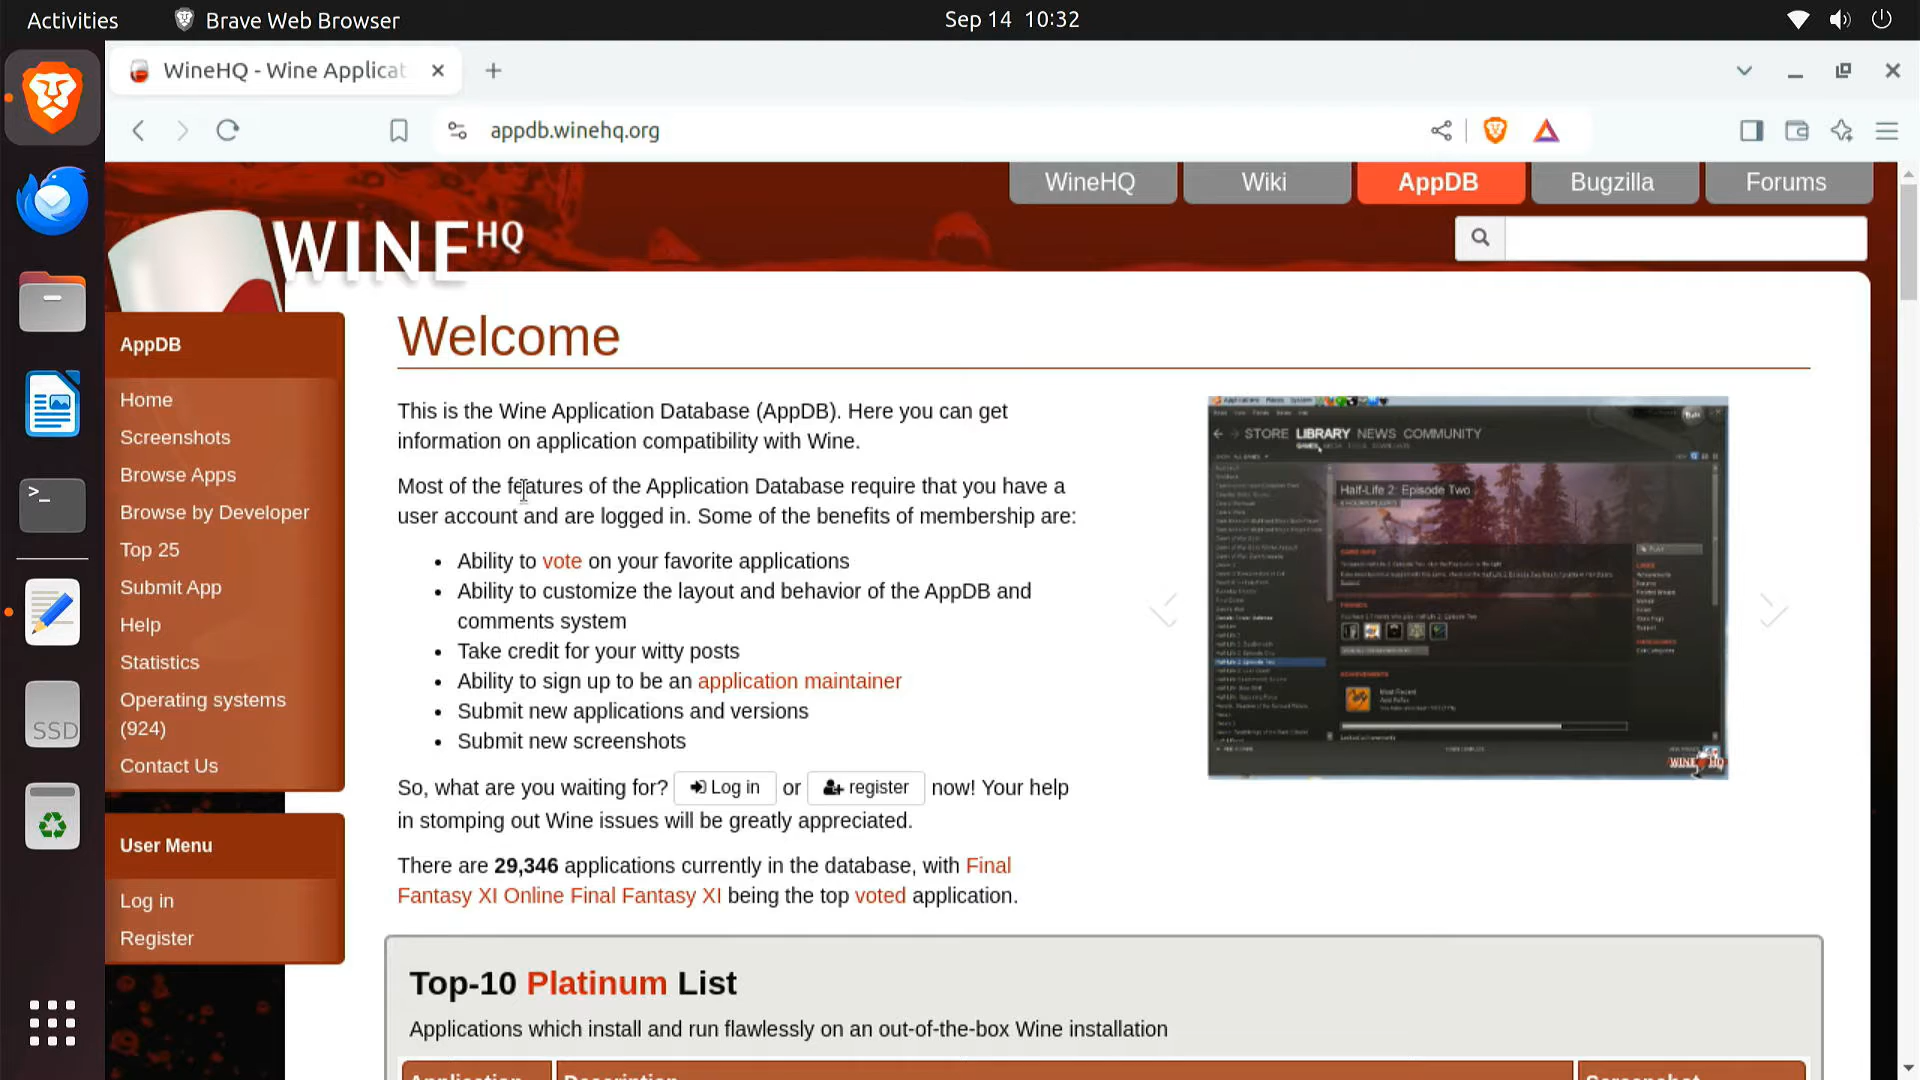 Activities
Brave Web Browser
Sep 14 10:32
WineHQ - Wine Applicat
appdb.winehq.org
WineHQ
Wiki
AppDB
Bugzilla
Forums
WINE HQ
AppDB
Home
Screenshots
Browse Apps
Browse by Developer
Top 25
Submit App
Help
Statistics
Operating systems
(924)
Contact Us
User Menu
Log in
Register
SSD
Welcome
This is the Wine Application Database (AppDB). Here you can get
information on application compatibility with Wine.
Most of the features of the Application Database require that you have a
user account and are logged in. Some of the benefits of membership are:
• Ability to vote on your favorite applications
• Ability to customize the layout and behavior of the AppDB and
comments system
• Take credit for your witty posts
• Ability to sign up to be an application maintainer
• Submit new applications and versions
• Submit new screenshots
So, what are you waiting for? Log in or register now! Your help
in stomping out Wine issues will be greatly appreciated.
There are 29,346 applications currently in the database, with Final
Fantasy XI Online Final Fantasy XI being the top voted application.
STORE LIBRARY NEWS COMMUNITY
Half-Life 2: Episode Two
WINE HQ
Top-10 Platinum List
Applications which install and run flawlessly on an out-of-the-box Wine installation
Application
Description
Screenshot